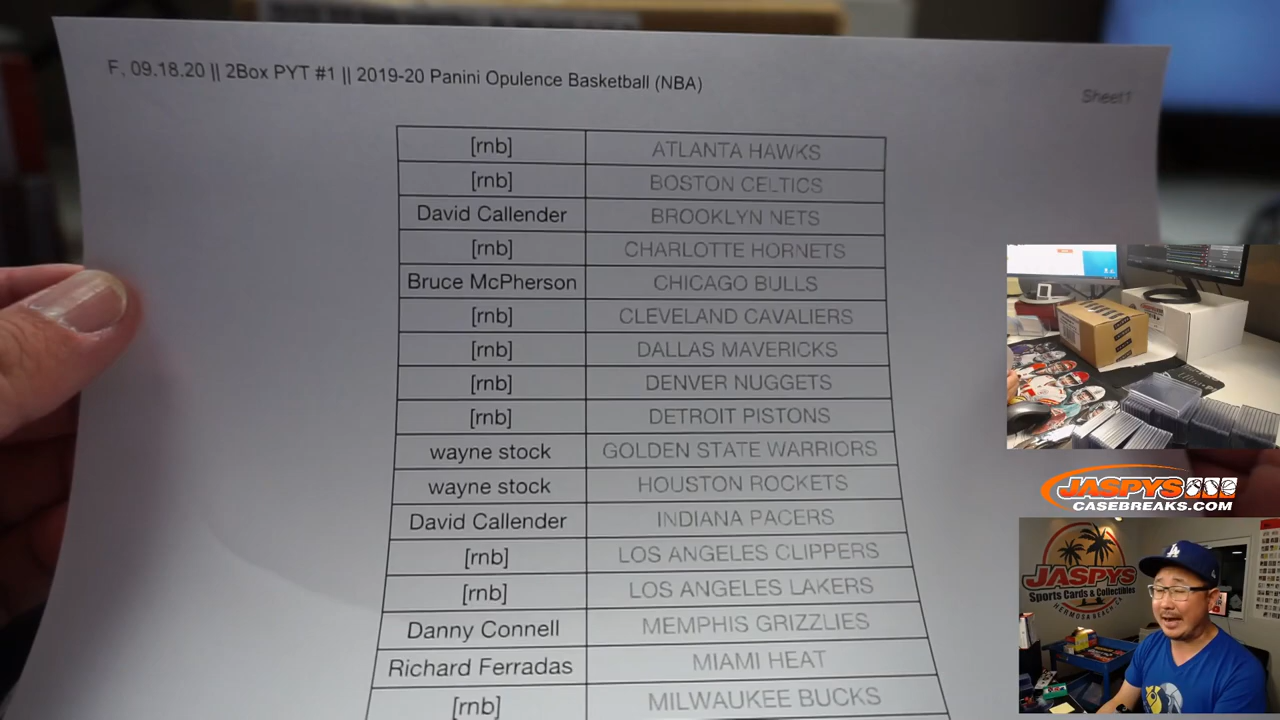 F, 09.18.20 || 2Box PYT #1 || 2019-20 Panini Opulence Basketball (NBA)
Sheet1
[rnb] ATLANTA HAWKS
[rnb] BOSTON CELTICS
David Callender BROOKLYN NETS
[rnb] CHARLOTTE HORNETS
Bruce McPherson CHICAGO BULLS
[rnb] CLEVELAND CAVALIERS
[rnb] DALLAS MAVERICKS
[rnb] DENVER NUGGETS
[rnb] DETROIT PISTONS
wayne stock GOLDEN STATE WARRIORS
wayne stock HOUSTON ROCKETS
David Callender INDIANA PACERS
[rnb] LOS ANGELES CLIPPERS
[rnb] LOS ANGELES LAKERS
Danny Connell MEMPHIS GRIZZLIES
Richard Ferradas MIAMI HEAT
[rnb] MILWAUKEE BUCKS
JASPYS
CASEBREAKS.COM
JASPYS
Sports Cards & Collectibles
HERMOSA BEACH, CA
LA